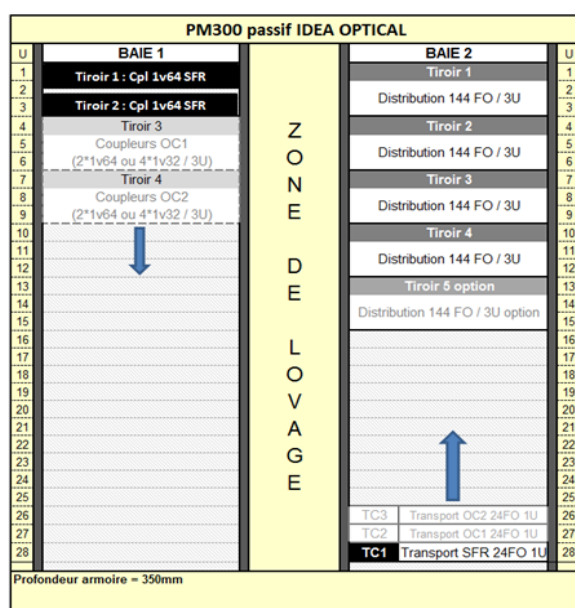 PM300 passif IDEA OPTICAL
U BAIE 1 BAIE 2 U
1 Tiroir 1 : Cpl 1v64 SFR Tiroir 1 1
2 Distribution 144 FO / 3U 2
3 Tiroir 2 : Cpl 1v64 SFR 3
4 Tiroir 3 Tiroir 2 4
5 Coupleurs OC1 Distribution 144 FO / 3U 5
6 (2*1v64 ou 4*1v32 / 3U) 6
7 Tiroir 4 Tiroir 3 7
8 Coupleurs OC2 Distribution 144 FO / 3U 8
9 (2*1v64 ou 4*1v32 / 3U) 9
10 Tiroir 4 10
11 Distribution 144 FO / 3U 11
12 12
13 Tiroir 5 option 13
14 Distribution 144 FO / 3U option 14
15 15
16 16
17 17
18 18
19 19
20 20
21 21
22 22
23 23
24 24
25 25
26 TC3 Transport OC2 24FO 1U 26
27 TC2 Transport OC1 24FO 1U 27
28 TC1 Transport SFR 24FO 1U 28
ZONE DE LOVAGE
Profondeur armoire = 350mm